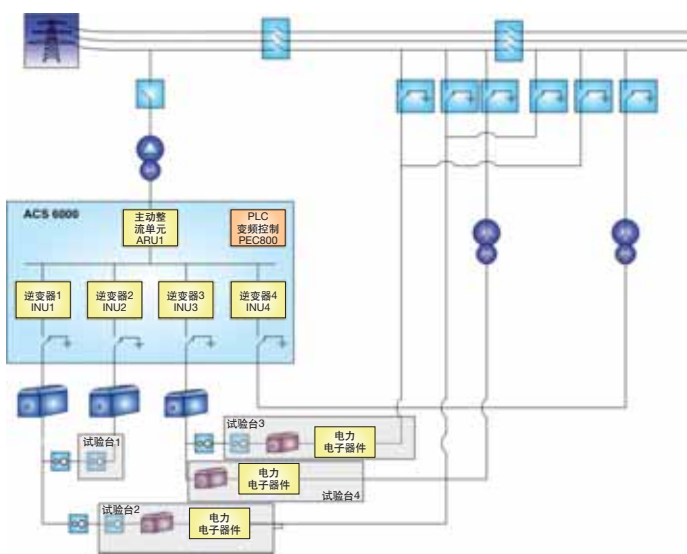 ACS 6000
主动整
流单元
ARU1
PLC
变频控制
PEC800
逆变器1
INU1
逆变器2
INU2
逆变器3
INU3
逆变器4
INU4
试验台3
试验台1
电力
电子器件
电力
电子器件
试验台4
试验台2
电力
电子器件